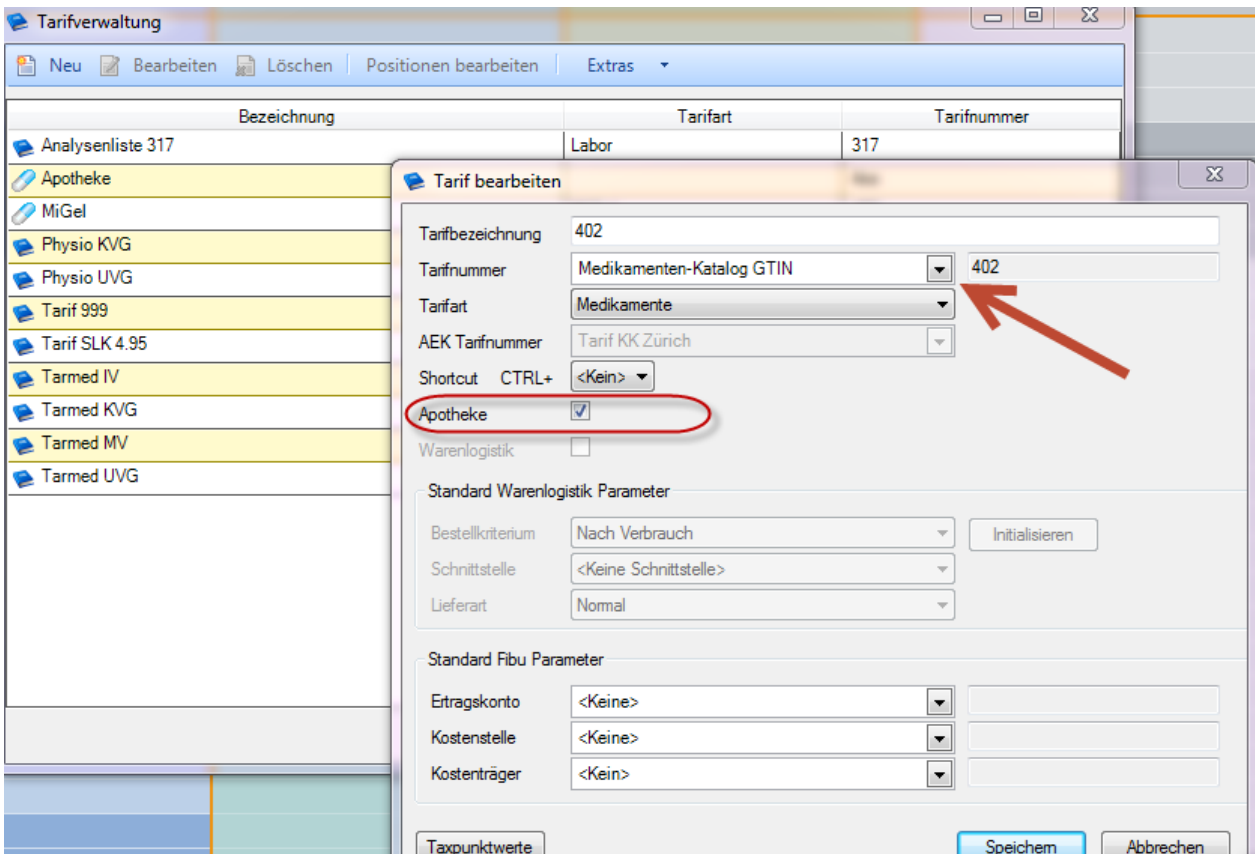 Tarifverwaltung
Neu Bearbeiten Löschen Positionen bearbeiten Extras
Bezeichnung Tarifart Tarifnummer
Analysenliste 317 Labor 317
Apotheke
MiGel
Physio KVG
Physio UVG
Tarif 999
Tarif SLK 4.95
Tarmed IV
Tarmed KVG
Tarmed MV
Tarmed UVG
Tarif bearbeiten
Tarifbezeichnung 402
Tarifnummer Medikamenten-Katalog GTIN 402
Tarifart Medikamente
AEK Tarifnummer Tarif KK Zürich
Shortcut CTRL+ <Kein>
Apotheke
Warenlogistik
Standard Warenlogistik Parameter
Bestellkriterium Nach Verbrauch Initialisieren
Schnittstelle <Keine Schnittstelle>
Lieferart Normal
Standard Fibu Parameter
Ertragskonto <Keine>
Kostenstelle <Keine>
Kostenträger <Kein>
Taxpunktwerte Speichern Abbrechen